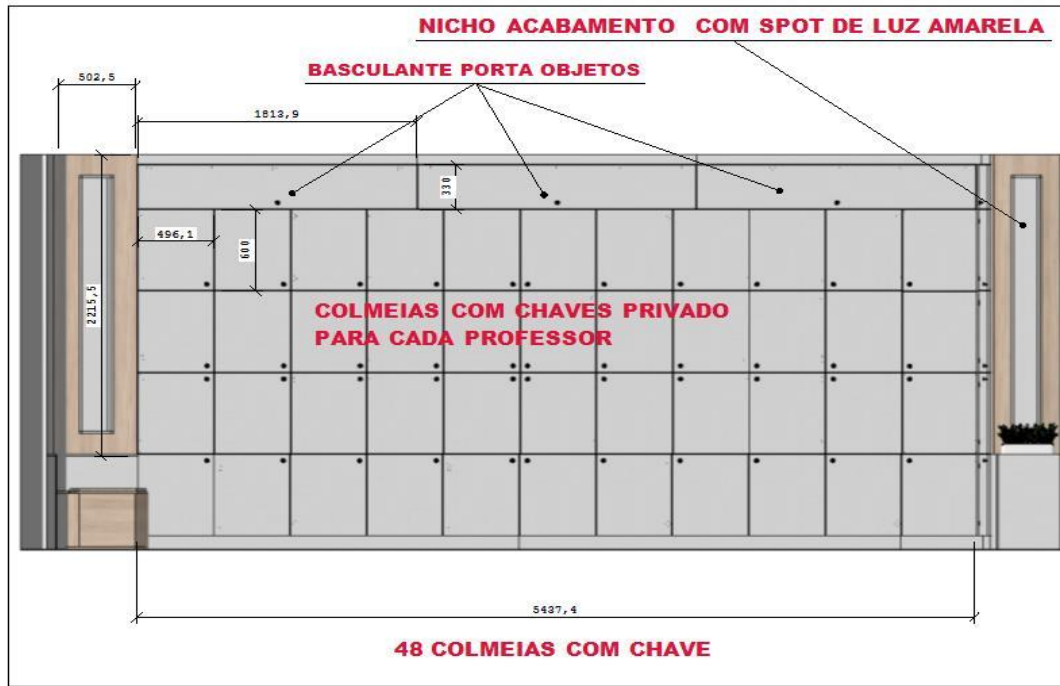 NICHO ACABAMENTO COM SPOT DE LUZ AMARELA
BASCULANTE PORTA OBJETOS
502,5
1813,9
330
496,1
600
2215,5
COLMEIAS COM CHAVES PRIVADO
PARA CADA PROFESSOR
5437,4
48 COLMEIAS COM CHAVE